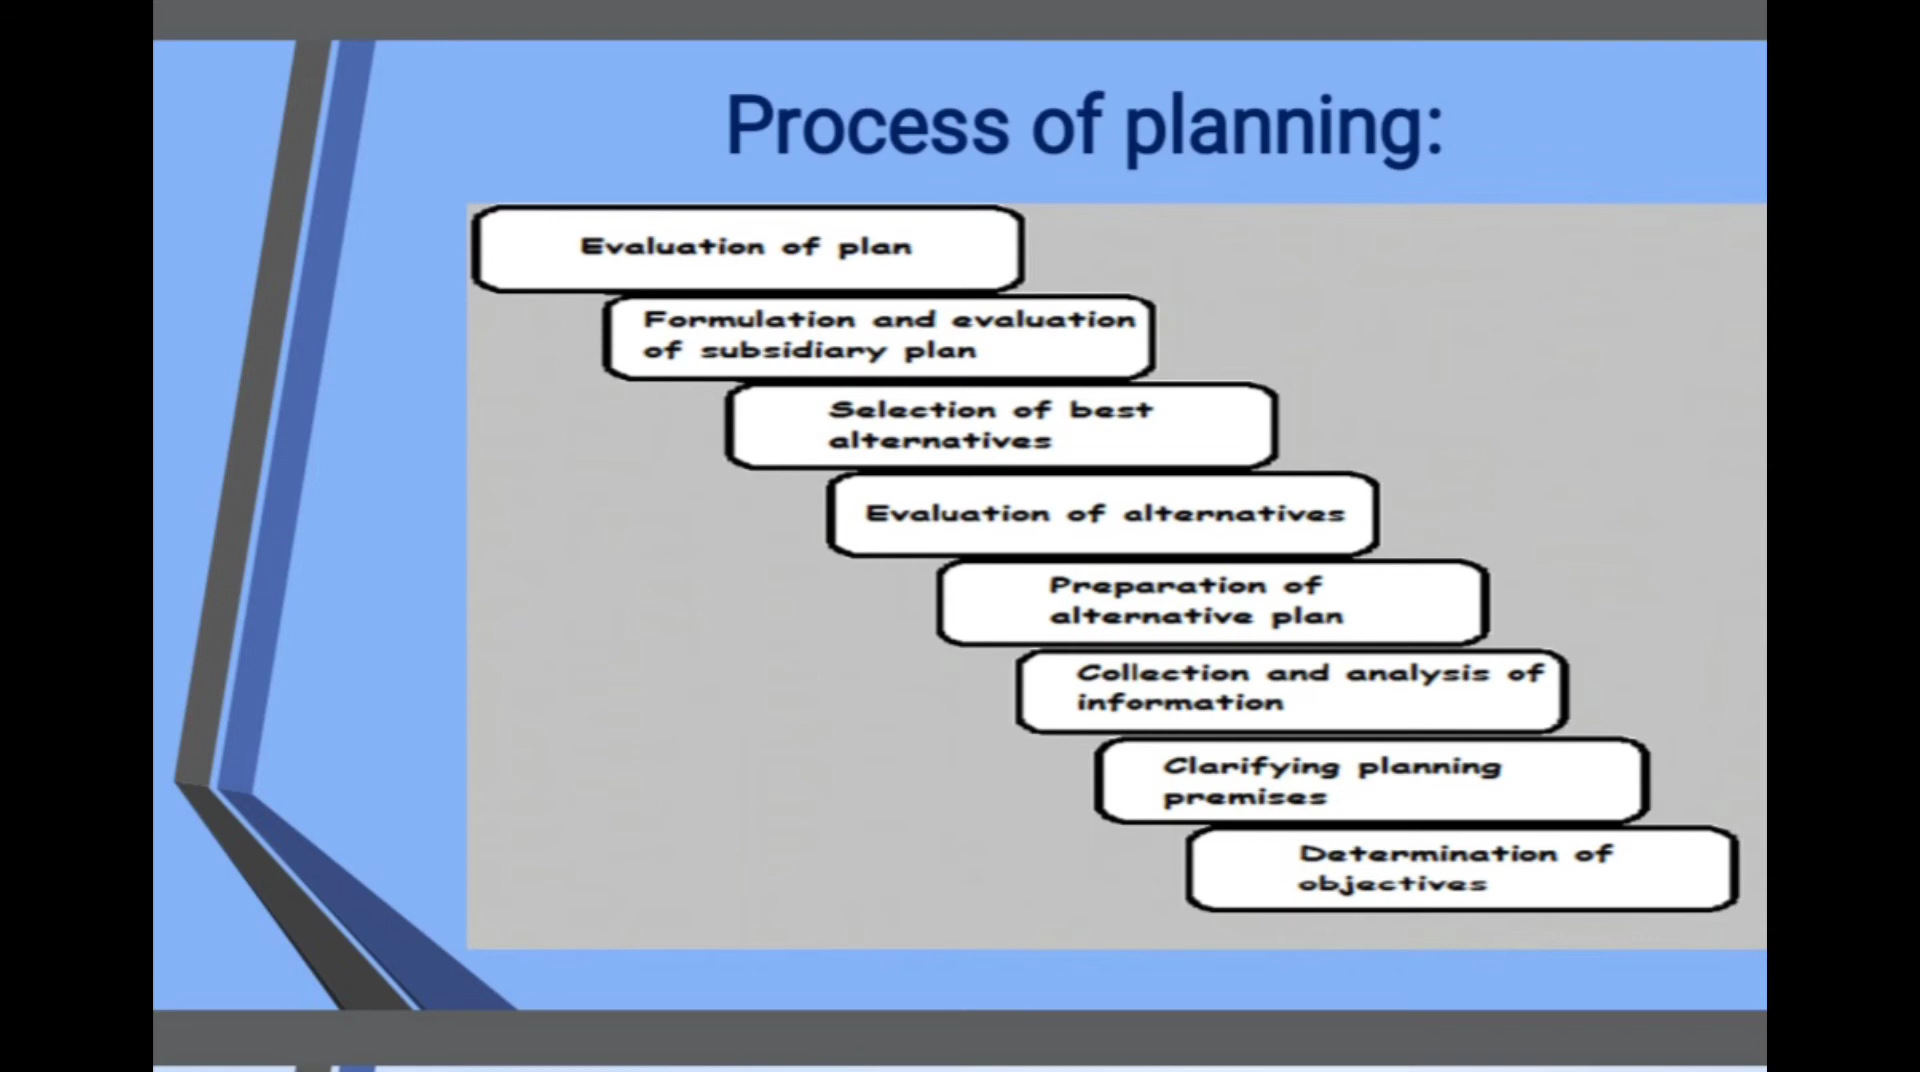 Process of planning:
Evaluation of plan
Formulation and evaluation
of subsidiary plan
Selection of best
alternatives
Evaluation of alternatives
Preparation of
alternative plan
Collection and analysis of
information
Clarifying planning
premises
Determination of
objectives